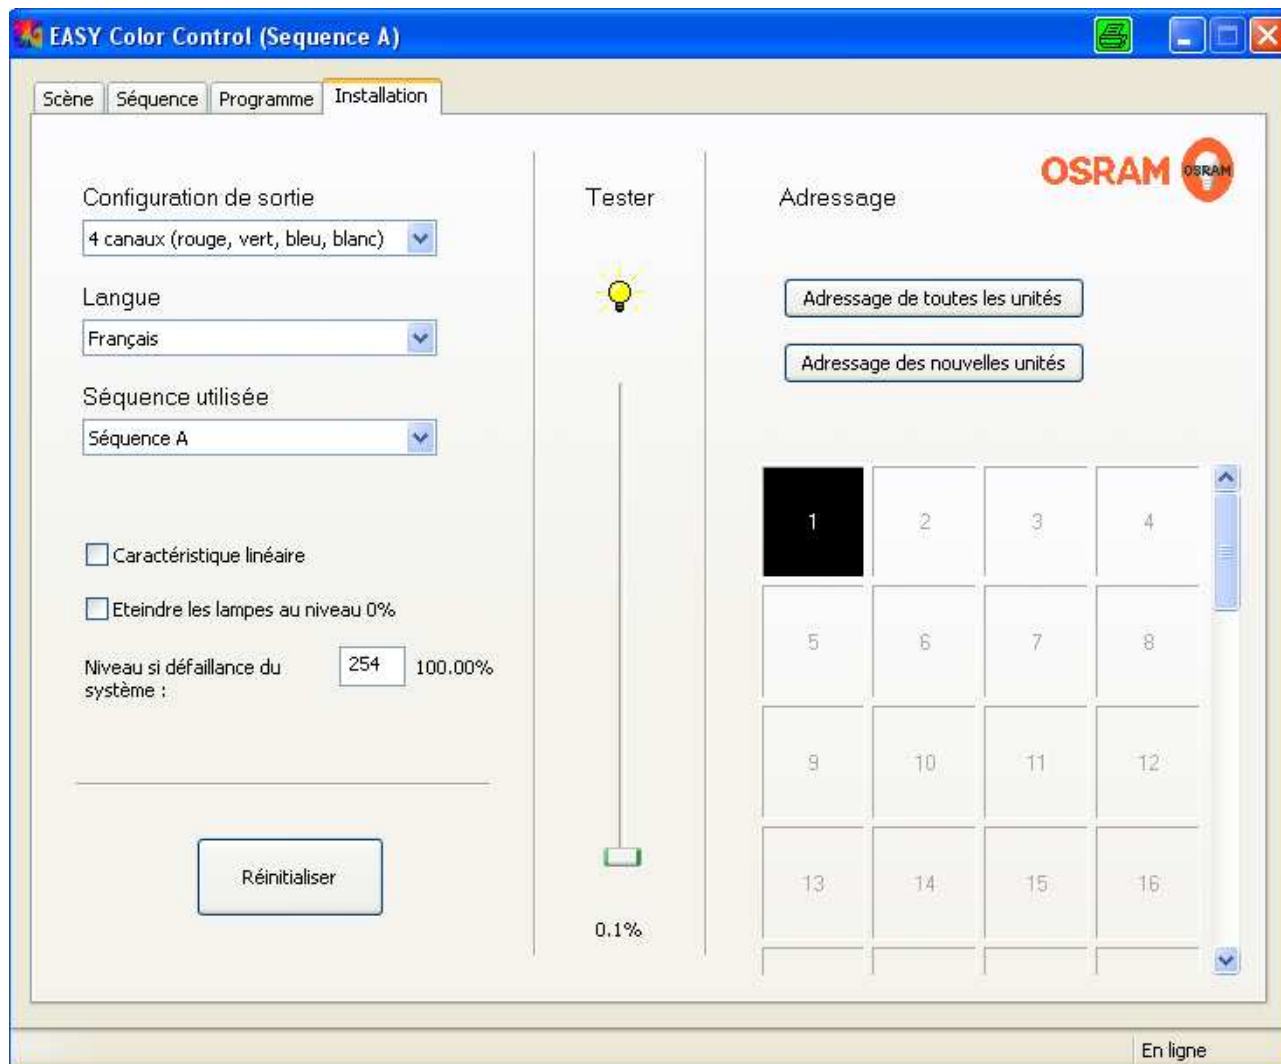 EASY Color Control (Sequence A)
Scène
Séquence
Programme
Installation
Configuration de sortie
4 canaux (rouge, vert, bleu, blanc)
Langue
Français
Séquence utilisée
Séquence A
Caractéristique linéaire
Eteindre les lampes au niveau 0%
Niveau si défaillance du
système :
254
100.00%
Réinitialiser
Tester
0.1%
Adressage
OSRAM
OSRAM
Adressage de toutes les unités
Adressage des nouvelles unités
1
2
3
4
5
6
7
8
9
10
11
12
13
14
15
16
En ligne